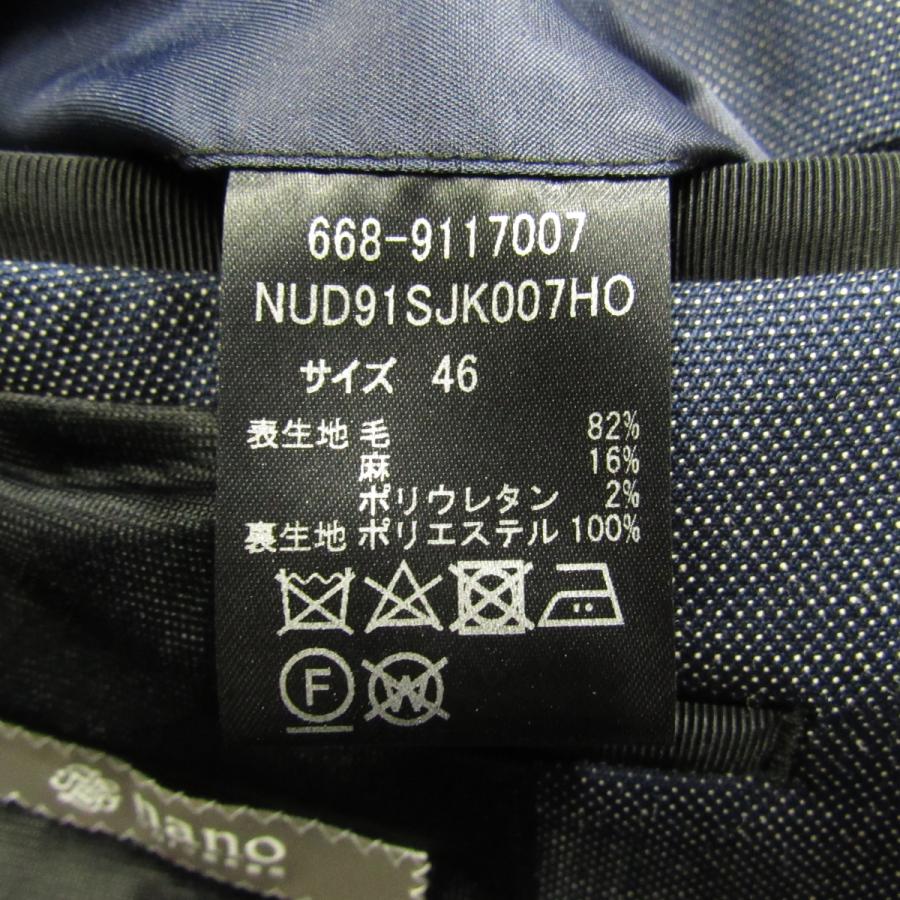 668-9117007
NUD91SJK007HO
サイズ 46
表生地 毛 82%
麻 16%
ポリウレタン 2%
裏生地 ポリエステル 100%
F W
nano